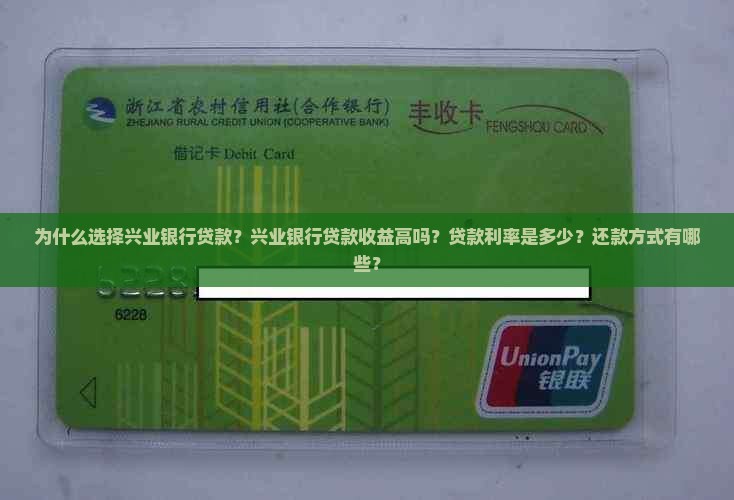 浙江省农村信用社(合作银行)
ZHEJIANG RURAL CREDIT UNION (COOPERATIVE BANK)
丰收卡
FENGSHOU CARD
借记卡 Debit Card
为什么选择兴业银行贷款？兴业银行贷款收益高吗？贷款利率是多少？还款方式有哪
些？
6228
6228
UnionPay
银联